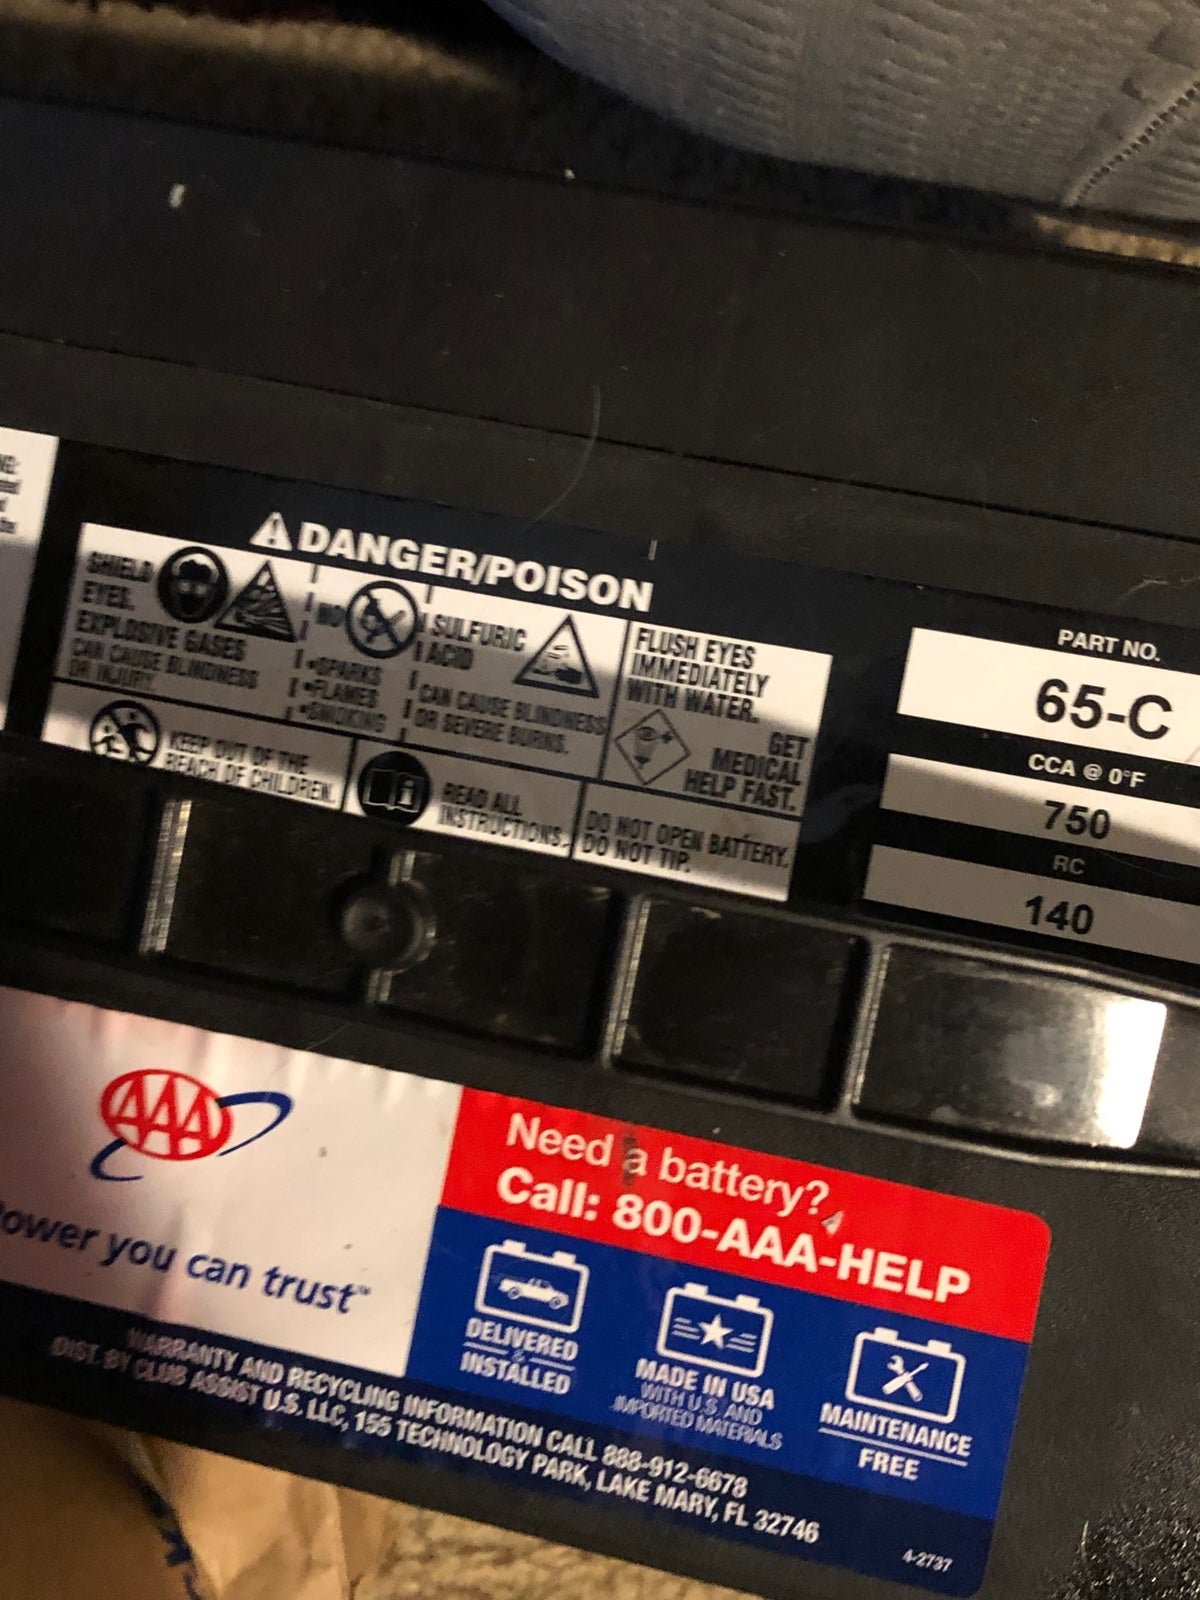 DANGER/POISON
SHIELD
EYES.
EXPLOSIVE GASES
CAN CAUSE BLINDNESS
OR INJURY.
NO
•SPARKS
•FLAMES
•SMOKING
SULFURIC
ACID
CAN CAUSE BLINDNESS
OR SEVERE BURNS.
FLUSH EYES
IMMEDIATELY
WITH WATER.
GET
MEDICAL
HELP FAST.
KEEP OUT OF THE
REACH OF CHILDREN.
READ ALL
INSTRUCTIONS.
DO NOT OPEN BATTERY.
DO NOT TIP.
PART NO.
65-C
CCA @ 0°F
750
RC
140
AAA
ower you can trust™
Need a battery?
Call: 800-AAA-HELP
DELIVERED
&
INSTALLED
MADE IN USA
WITH U.S. AND
IMPORTED MATERIALS
MAINTENANCE
FREE
WARRANTY AND RECYCLING INFORMATION CALL 888-912-6678
DIST. BY CLUB ASSIST U.S. LLC, 155 TECHNOLOGY PARK, LAKE MARY, FL 32746
4-2737